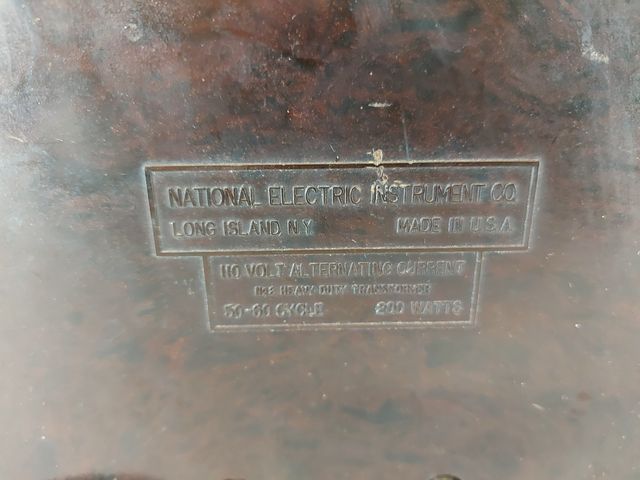 NATIONAL ELECTRIC INSTRUMENT CO.
LONG ISLAND, N.Y. MADE IN U.S.A.
110 VOLT ALTERNATING CURRENT
HEAVY DUTY TRANSFORMER
50-60 CYCLE 200 WATTS